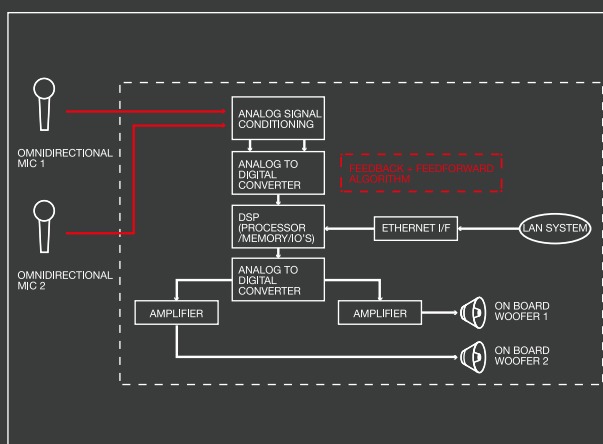 OMNIDIRECTIONAL
MIC 1
OMNIDIRECTIONAL
MIC 2
ANALOG SIGNAL
CONDITIONING
ANALOG TO
DIGITAL
CONVERTER
FEEDBACK - FEEDFORWARD
ALGORITHM
DSP
(PROCESSOR
/MEMORY/IO'S)
ETHERNET I/F
LAN SYSTEM
ANALOG TO
DIGITAL
CONVERTER
AMPLIFIER
AMPLIFIER
ON BOARD
WOOFER 1
ON BOARD
WOOFER 2